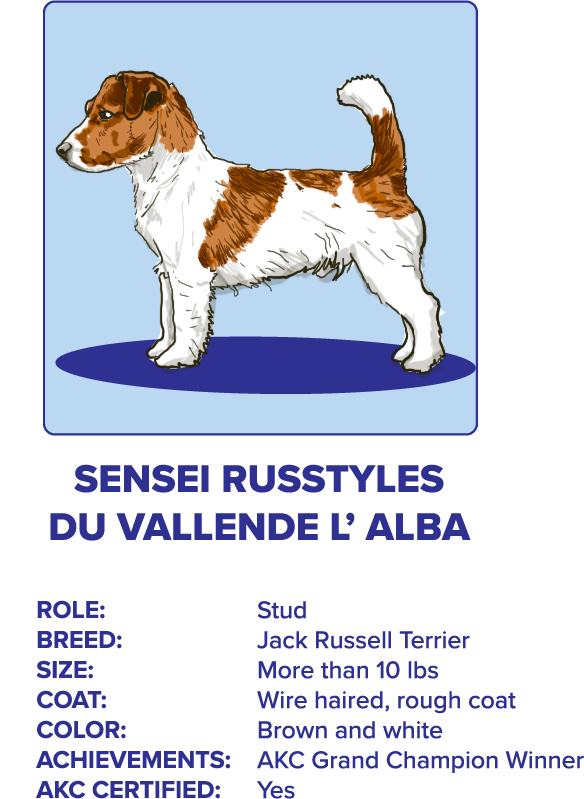 SENSEI RUSSTYLES
DU VALLENDE L’ ALBA
ROLE: Stud
BREED: Jack Russell Terrier
SIZE: More than 10 lbs
COAT: Wire haired, rough coat
COLOR: Brown and white
ACHIEVEMENTS: AKC Grand Champion Winner
AKC CERTIFIED: Yes